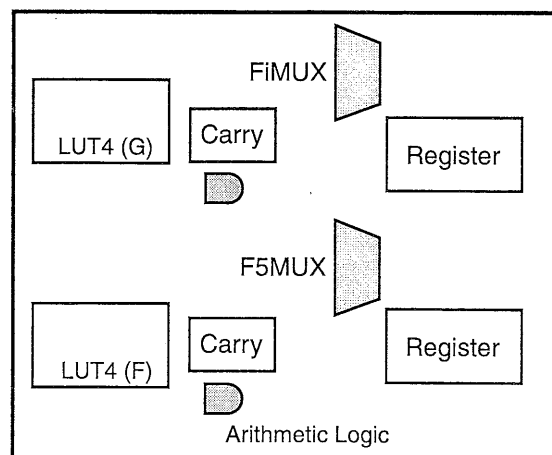 FiMUX
LUT4 (G)
Carry
Register
F5MUX
LUT4 (F)
Carry
Register
Arithmetic Logic